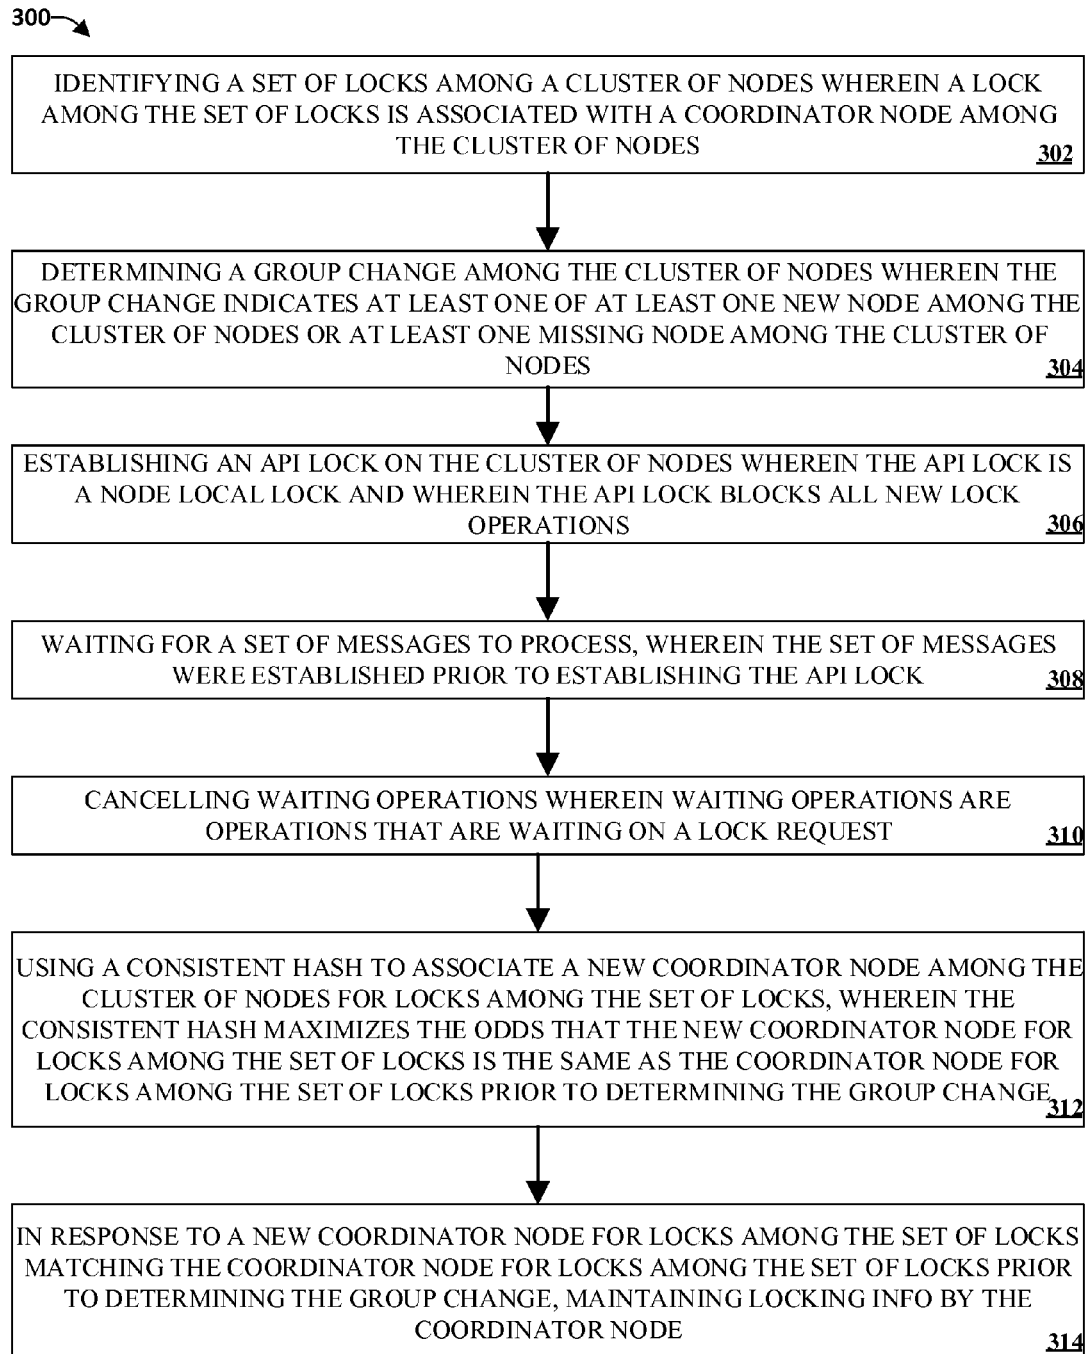 300
IDENTIFYING A SET OF LOCKS AMONG A CLUSTER OF NODES WHEREIN A LOCK
AMONG THE SET OF LOCKS IS ASSOCIATED WITH A COORDINATOR NODE AMONG
THE CLUSTER OF NODES
302
DETERMINING A GROUP CHANGE AMONG THE CLUSTER OF NODES WHEREIN THE
GROUP CHANGE INDICATES AT LEAST ONE OF AT LEAST ONE NEW NODE AMONG THE
CLUSTER OF NODES OR AT LEAST ONE MISSING NODE AMONG THE CLUSTER OF
NODES
304
ESTABLISHING AN API LOCK ON THE CLUSTER OF NODES WHEREIN THE API LOCK IS
A NODE LOCAL LOCK AND WHEREIN THE API LOCK BLOCKS ALL NEW LOCK
OPERATIONS
306
WAITING FOR A SET OF MESSAGES TO PROCESS, WHEREIN THE SET OF MESSAGES
WERE ESTABLISHED PRIOR TO ESTABLISHING THE API LOCK
308
CANCELLING WAITING OPERATIONS WHEREIN WAITING OPERATIONS ARE
OPERATIONS THAT ARE WAITING ON A LOCK REQUEST
310
USING A CONSISTENT HASH TO ASSOCIATE A NEW COORDINATOR NODE AMONG THE
CLUSTER OF NODES FOR LOCKS AMONG THE SET OF LOCKS, WHEREIN THE
CONSISTENT HASH MAXIMIZES THE ODDS THAT THE NEW COORDINATOR NODE FOR
LOCKS AMONG THE SET OF LOCKS IS THE SAME AS THE COORDINATOR NODE FOR
LOCKS AMONG THE SET OF LOCKS PRIOR TO DETERMINING THE GROUP CHANGE
312
IN RESPONSE TO A NEW COORDINATOR NODE FOR LOCKS AMONG THE SET OF LOCKS
MATCHING THE COORDINATOR NODE FOR LOCKS AMONG THE SET OF LOCKS PRIOR
TO DETERMINING THE GROUP CHANGE, MAINTAINING LOCKING INFO BY THE
COORDINATOR NODE
314